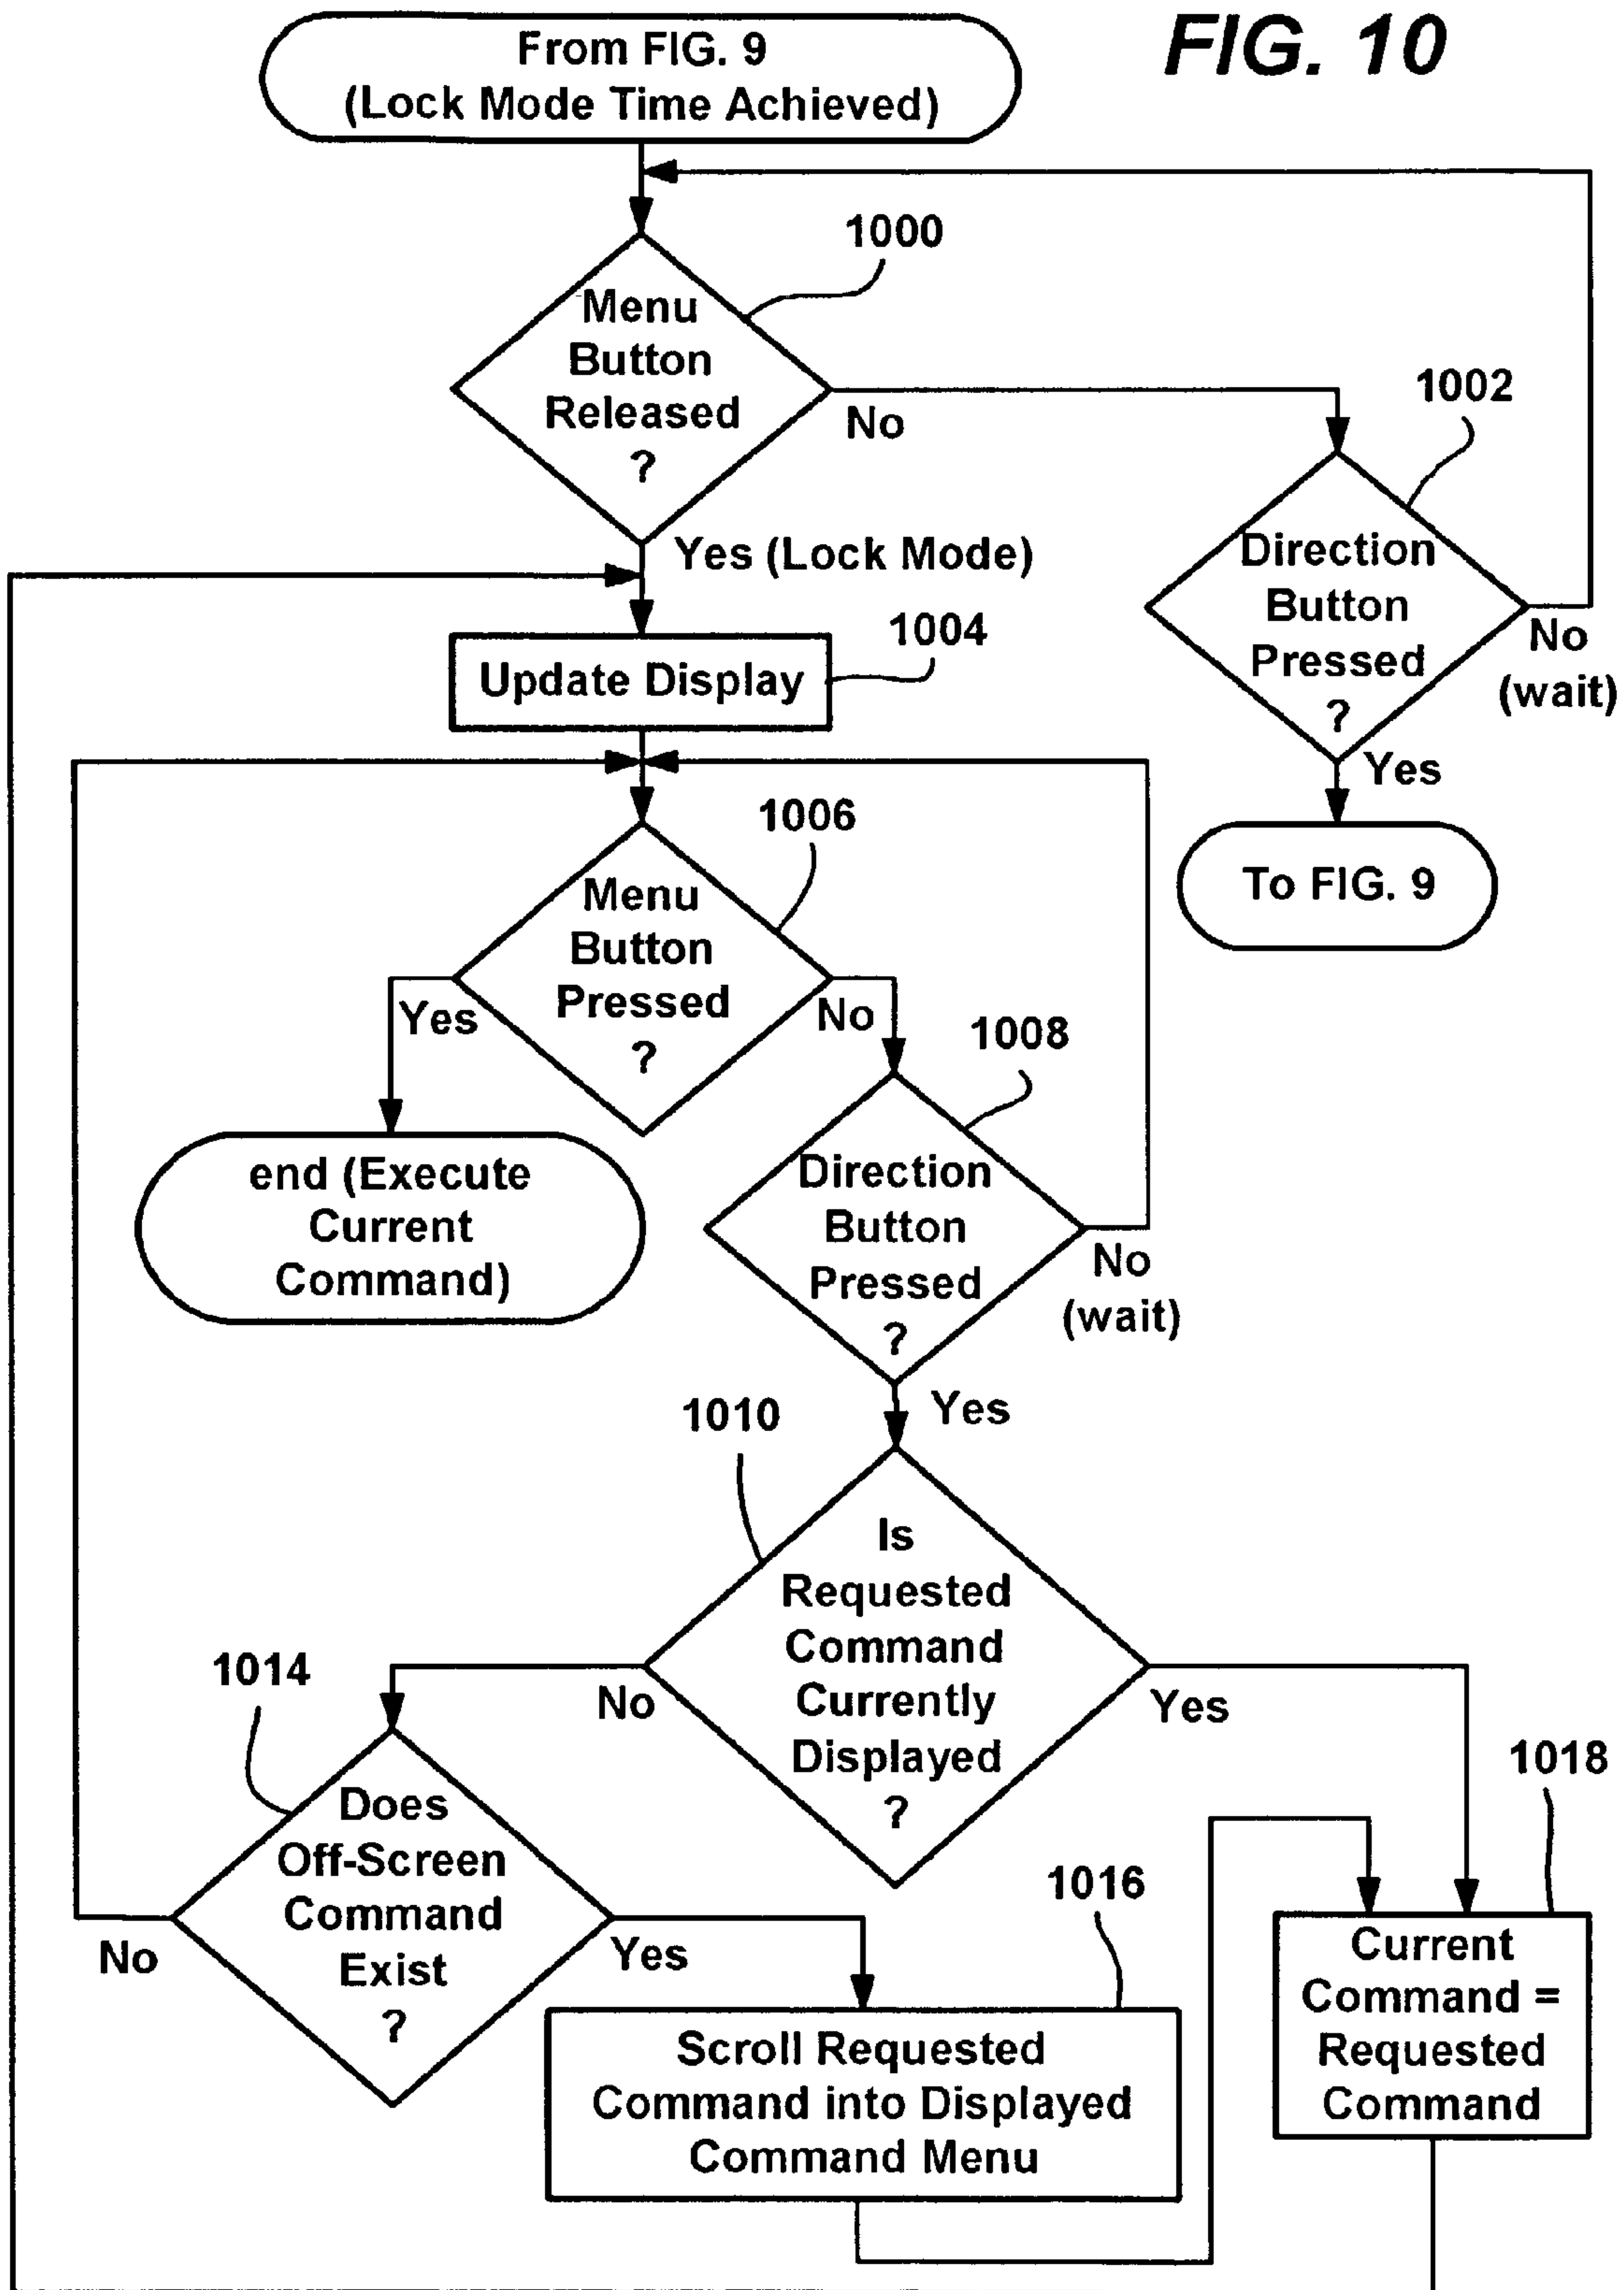 FIG. 10
From FIG. 9
(Lock Mode Time Achieved)
1000
Menu
Button
Released
?
No
1002
Direction
Button
Pressed
?
No
(wait)
Yes
To FIG. 9
Yes (Lock Mode)
1004
Update Display
1006
Menu
Button
Pressed
?
Yes
No
end (Execute
Current
Command)
1008
Direction
Button
Pressed
?
No
(wait)
Yes
1010
Is
Requested
Command
Currently
Displayed
?
No
Yes
1014
Does
Off-Screen
Command
Exist
?
No
Yes
1016
Scroll Requested
Command into Displayed
Command Menu
1018
Current
Command =
Requested
Command